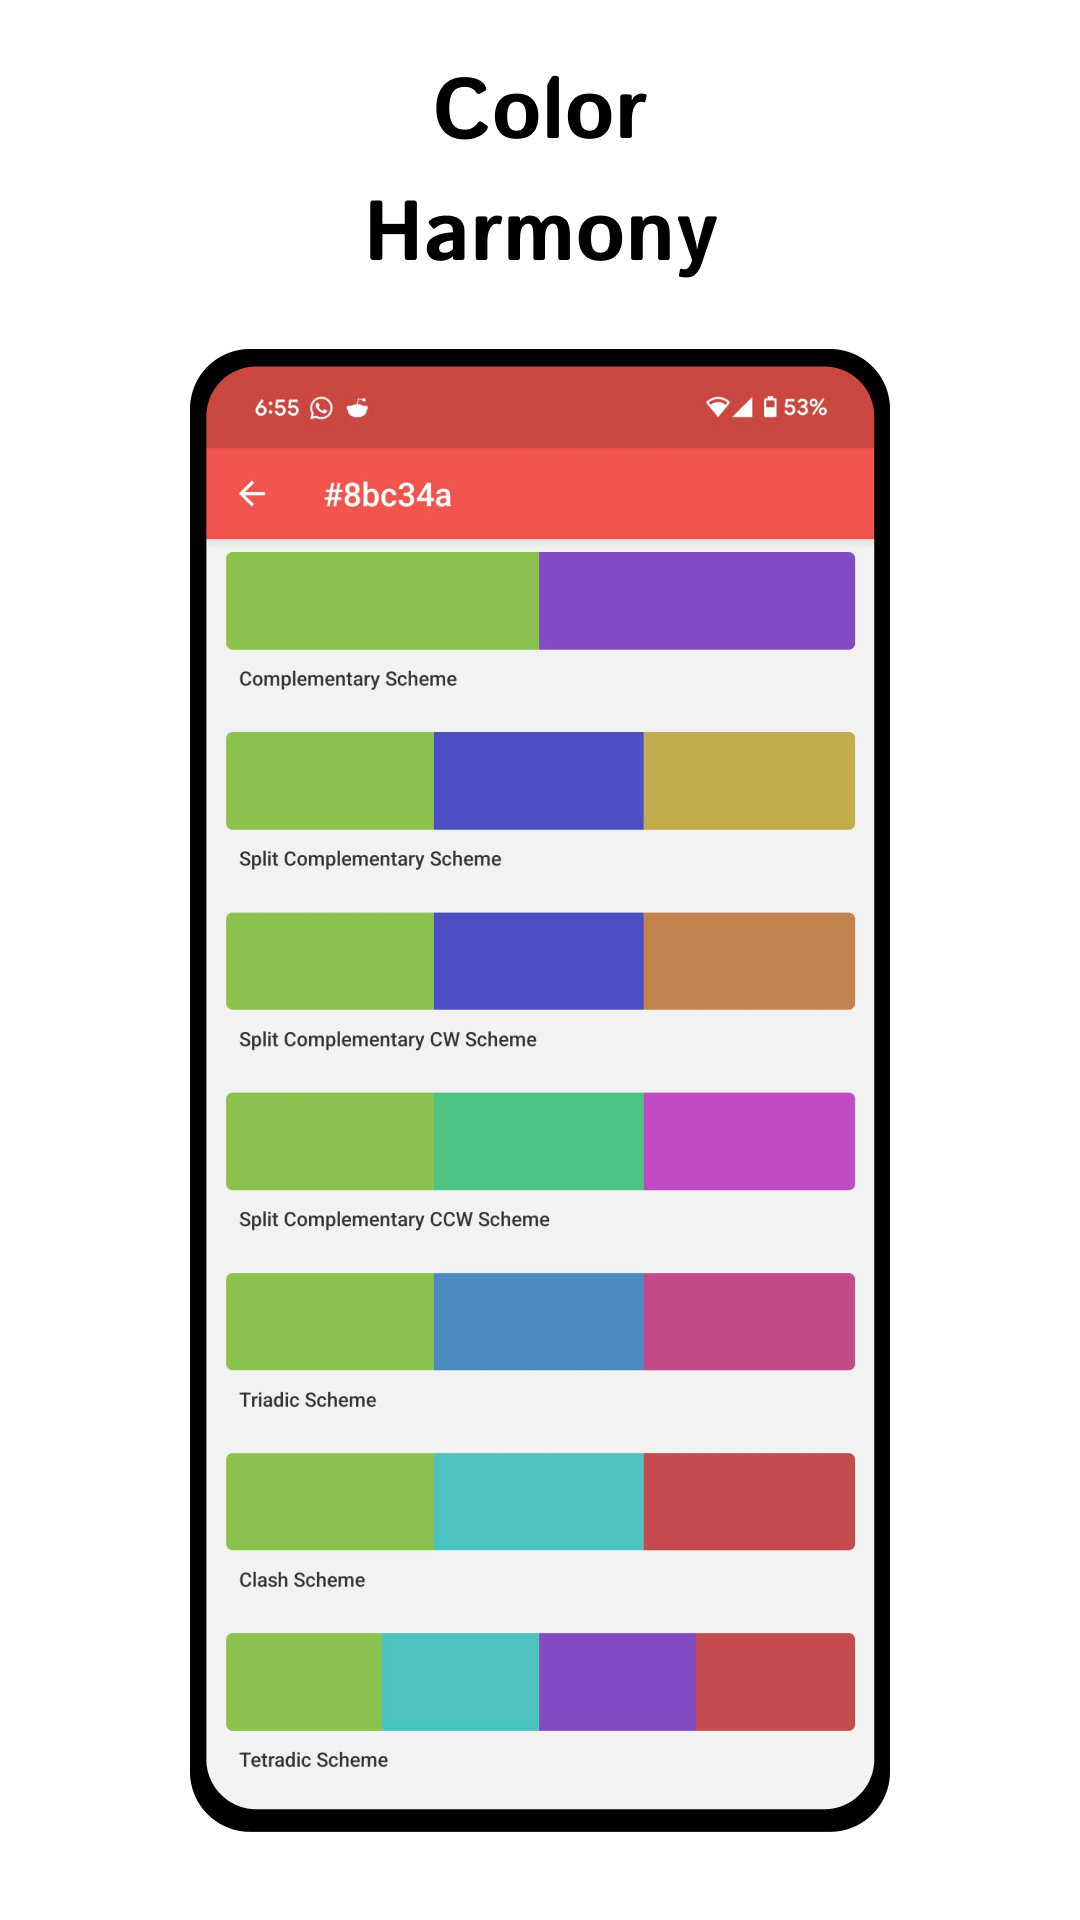 Color
Harmony
6:55 53%
#8bc34a
Complementary Scheme
Split Complementary Scheme
Split Complementary CW Scheme
Split Complementary CCW Scheme
Triadic Scheme
Clash Scheme
Tetradic Scheme